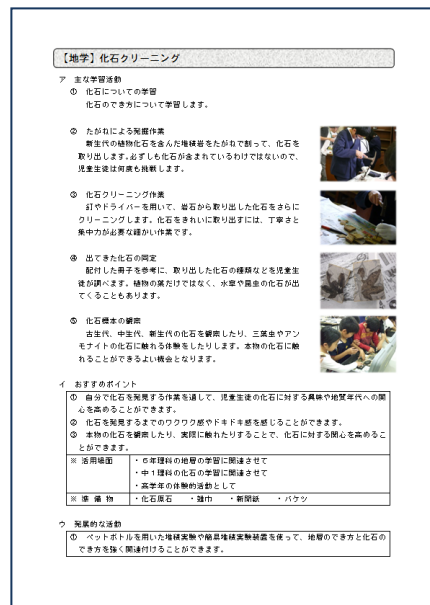 【地学】化石クリーニング
ア 主な学習活動
① 化石についての学習
化石のでき方について学習します。
② たがねによる発掘作業
新生代の植物化石を含んだ堆積岩をたがねで割って、化石を
取り出します。必ずしも化石が含まれているわけではないので、
児童生徒は何度も挑戦します。
③ 化石クリーニング作業
釘やドライバーを用いて、岩石から取り出した化石をさらに
クリーニングします。化石をきれいに取り出すには、丁寧さと
集中力が必要な細かい作業です。
④ 出てきた化石の同定
配付した冊子を参考に、取り出した化石の種類などを児童生
徒が調べます。植物の葉だけではなく、水草や昆虫の化石が出
てくることもあります。
⑤ 化石標本の観察
古生代、中生代、新生代の化石を観察したり、三葉虫やアン
モナイトの化石に触れる体験をしたりします。本物の化石に触
れることができるよい機会となります。
イ おすすめポイント
① 自分で化石を発見する作業を通して、児童生徒の化石に対する興味や地質年代への関
心を高めることができます。
② 化石を発見するまでのワクワク感やドキドキ感を感じることができます。
③ 本物の化石を観察したり、実際に触れたりすることで、化石に対する関心を高めるこ
とができます。
※ 活用場面 ・６年理科の地層の学習に関連させて
・中１理科の化石の学習に関連させて
・高学年の体験的活動として
※ 準備物 ・化石原石 ・雑巾 ・新聞紙 ・バケツ
ウ 発展的な活動
① ペットボトルを用いた堆積実験や簡易堆積実験装置を使って、地層のでき方と化石の
でき方を強く関連付けることができます。